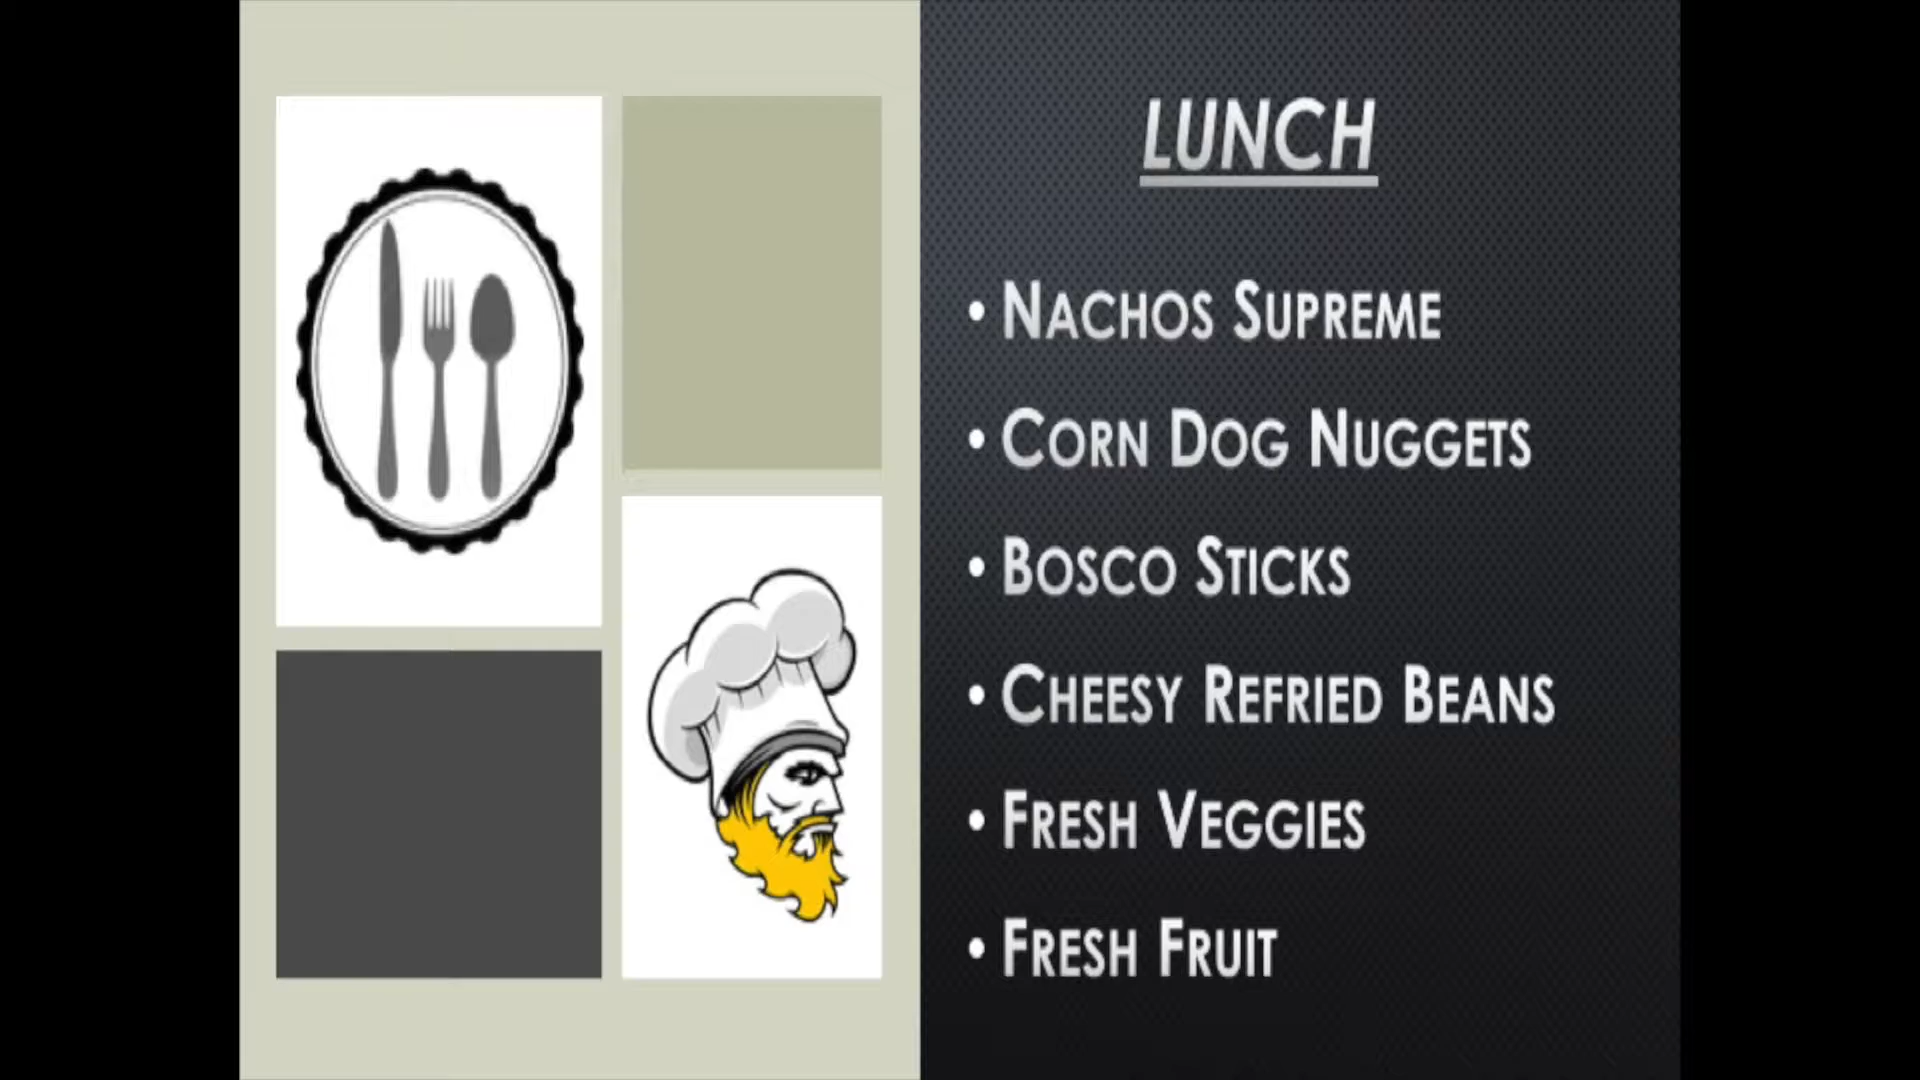 LUNCH
• NACHOS SUPREME
• CORN DOG NUGGETS
• BOSCO STICKS
• CHEESY REFRIED BEANS
• FRESH VEGGIES
• FRESH FRUIT